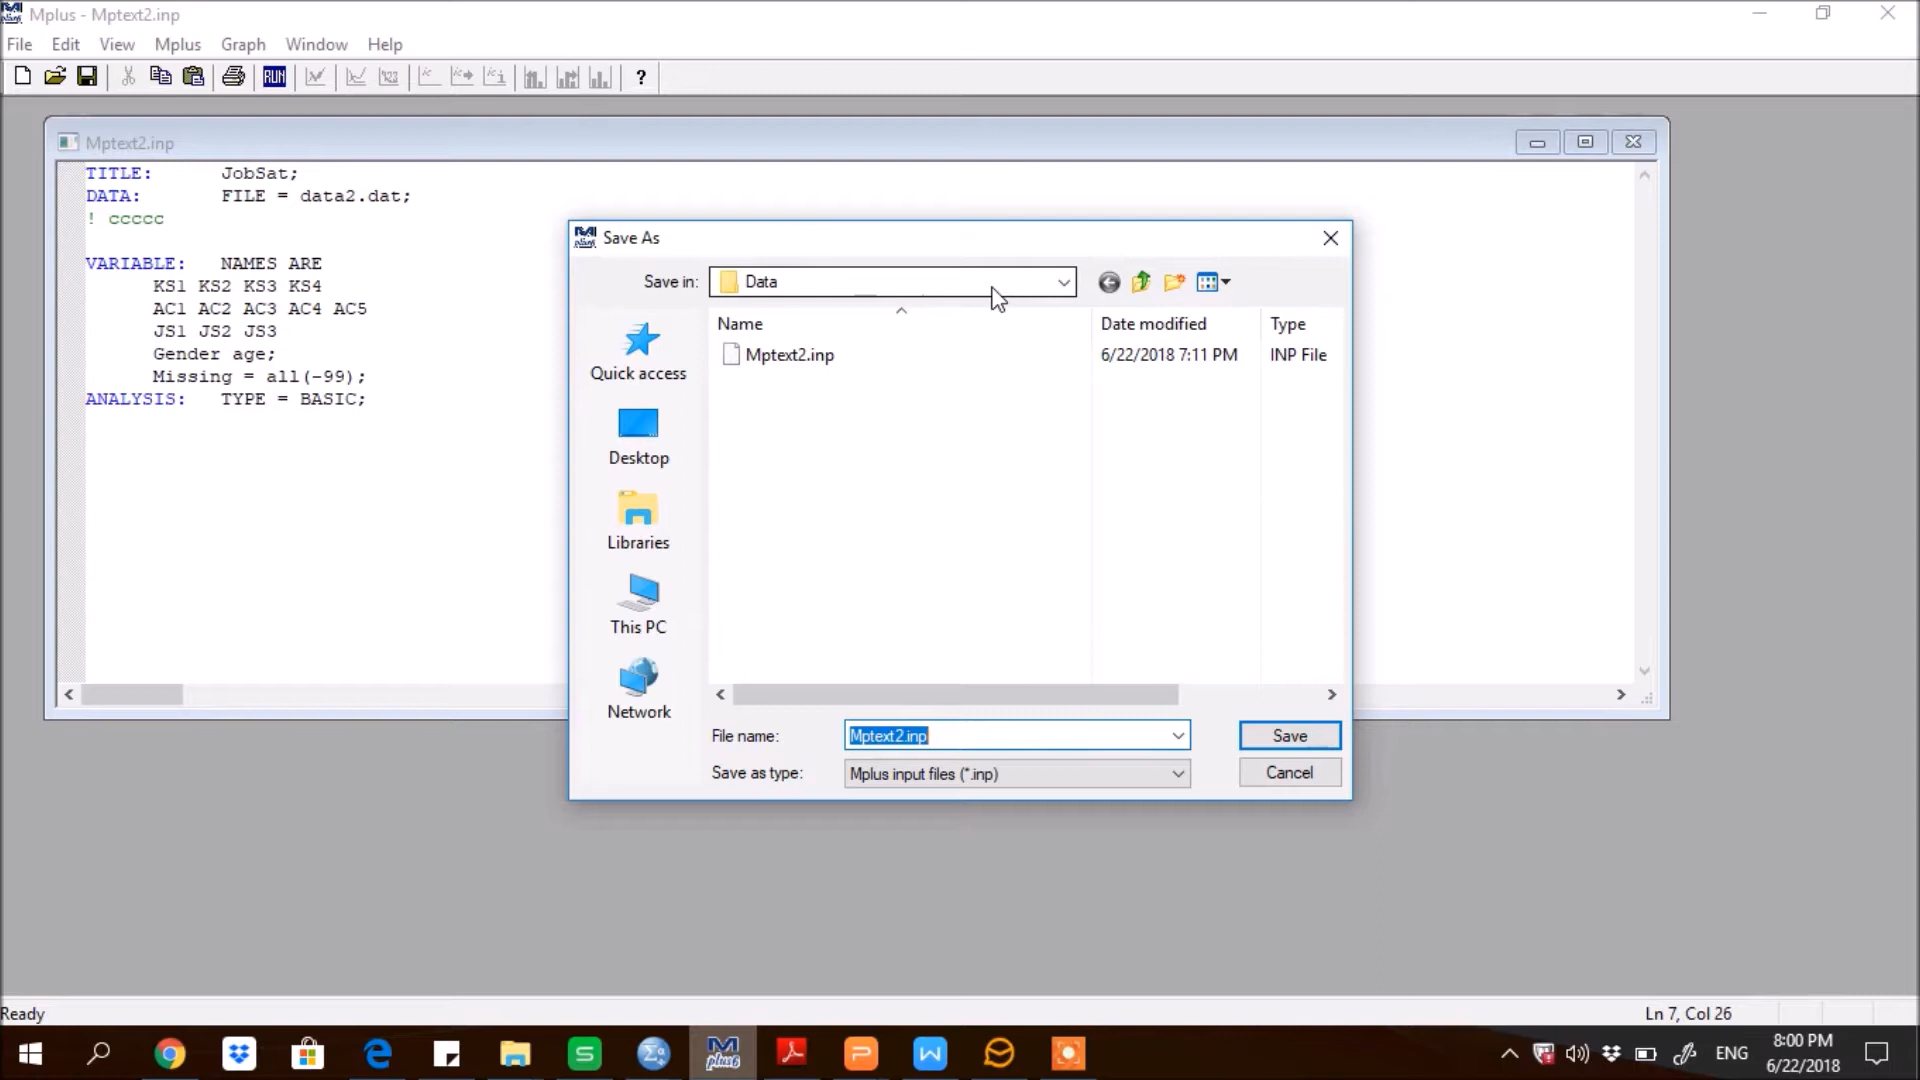 Mplus - Mptext2.inp
File Edit View Mplus Graph Window Help
RUN
?
Mptext2.inp
TITLE: JobSat;
DATA: FILE = data2.dat;
! ccccc
VARIABLE: NAMES ARE
KS1 KS2 KS3 KS4
AC1 AC2 AC3 AC4 AC5
JS1 JS2 JS3
Gender age;
Missing = all(-99);
ANALYSIS: TYPE = BASIC;
Save As
Save in: Data
Name Date modified Type
Mptext2.inp 6/22/2018 7:11 PM INP File
Quick access
Desktop
Libraries
This PC
Network
File name: Mptext2.inp Save
Save as type: Mplus input files (*.inp) Cancel
Ready Ln 7, Col 26
ENG
8:00 PM
6/22/2018